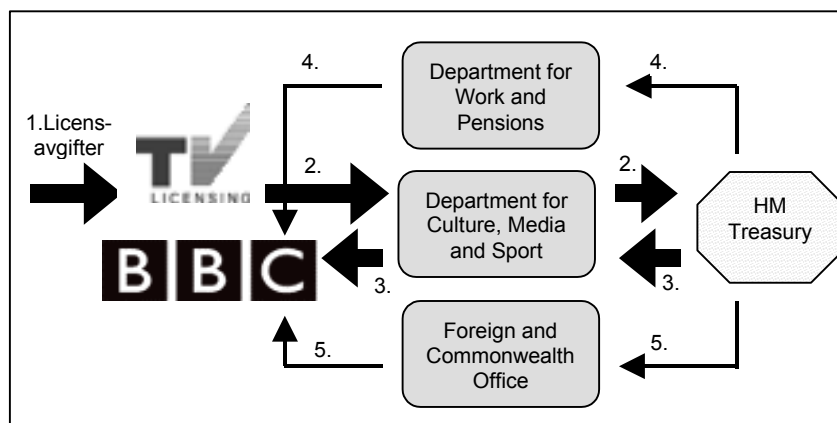 4.
Department for
Work and
Pensions
4.
1.Licens-
avgifter
TV
LICENSING
2.
Department for
Culture, Media
and Sport
2.
HM
Treasury
BBC
3.
3.
5.
Foreign and
Commonwealth
Office
5.